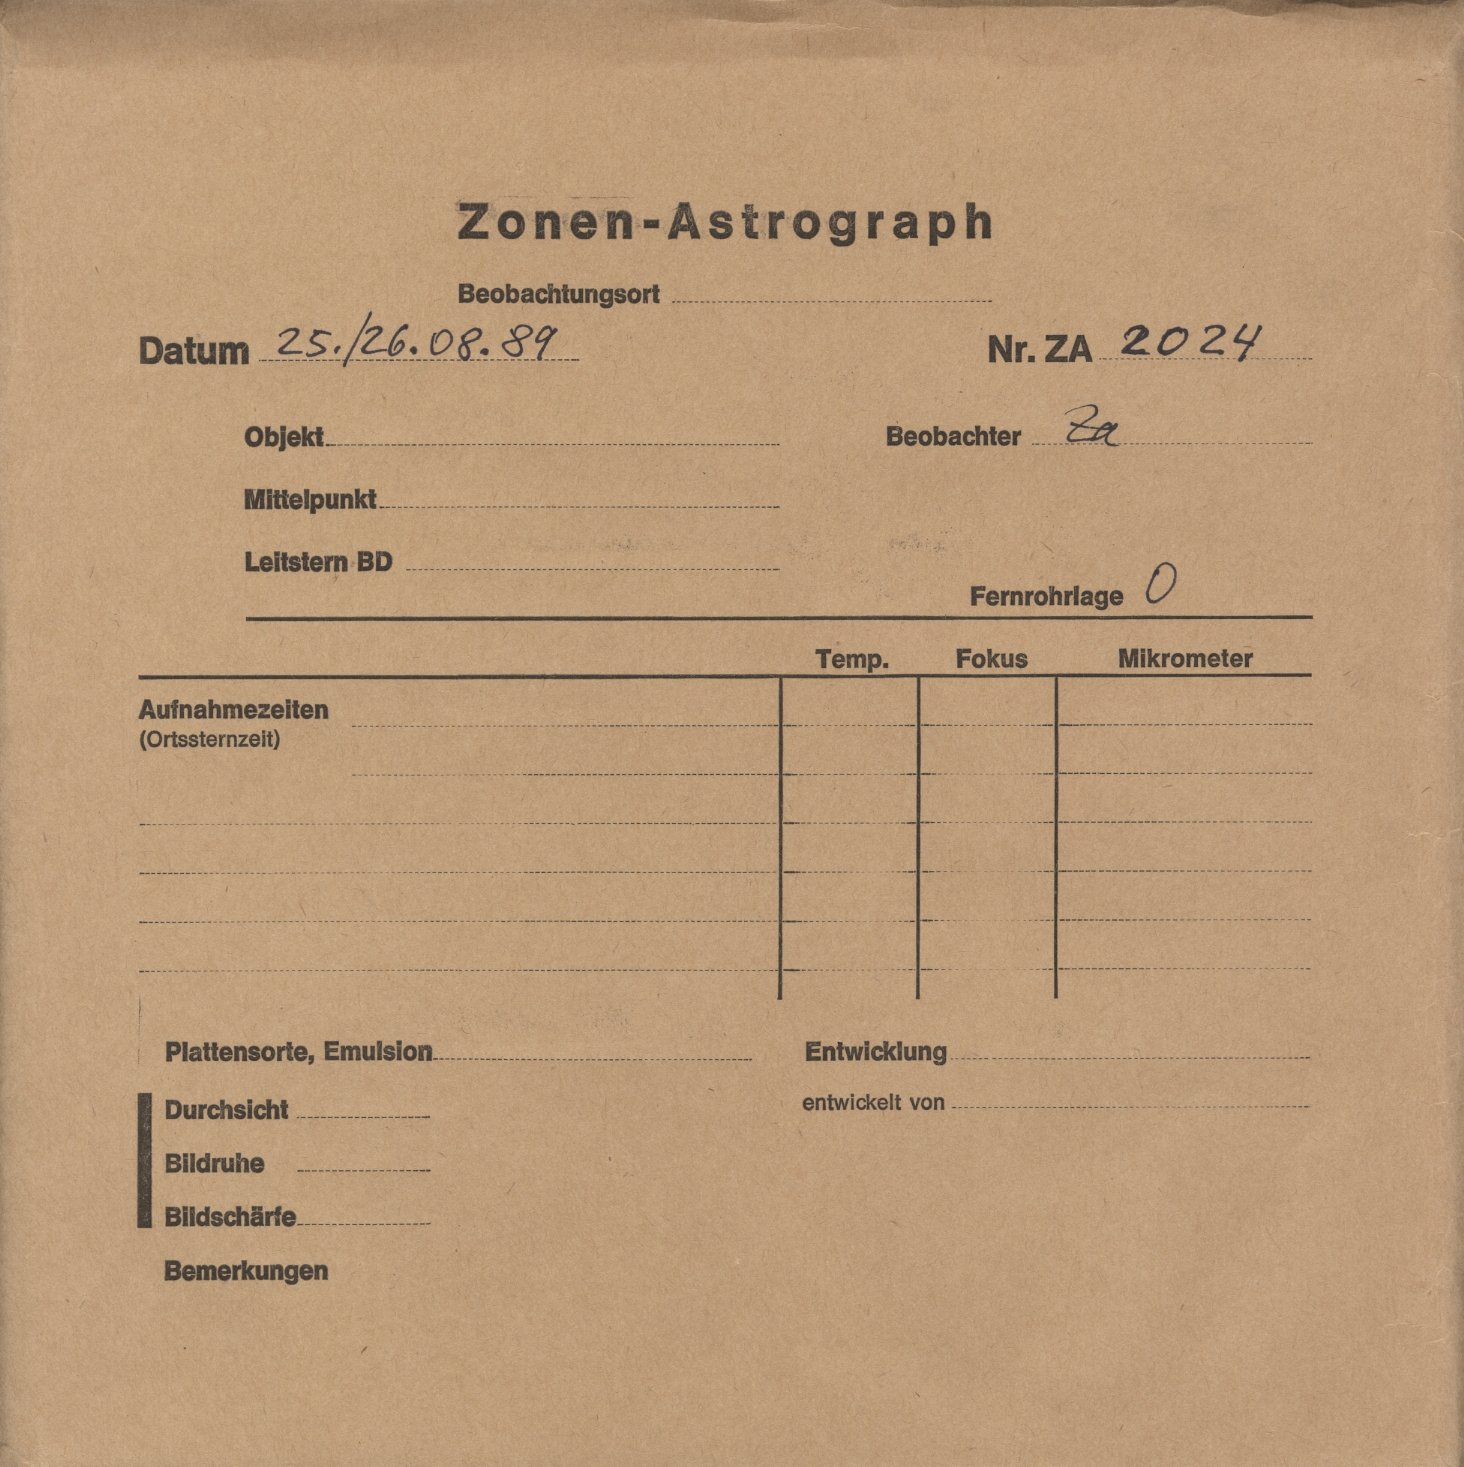 Zonen-Astrograph
Beobachtungsort
Datum 25./26.08.89 Nr. ZA 2024
Objekt Beobachter Za
Mittelpunkt
Leitstern BD
Fernrohrlage O
Temp. Fokus Mikrometer
Aufnahmezeiten
(Ortssternzeit)
Plattensorte, Emulsion Entwicklung
Durchsicht entwickelt von
Bildruhe
Bildschärfe
Bemerkungen